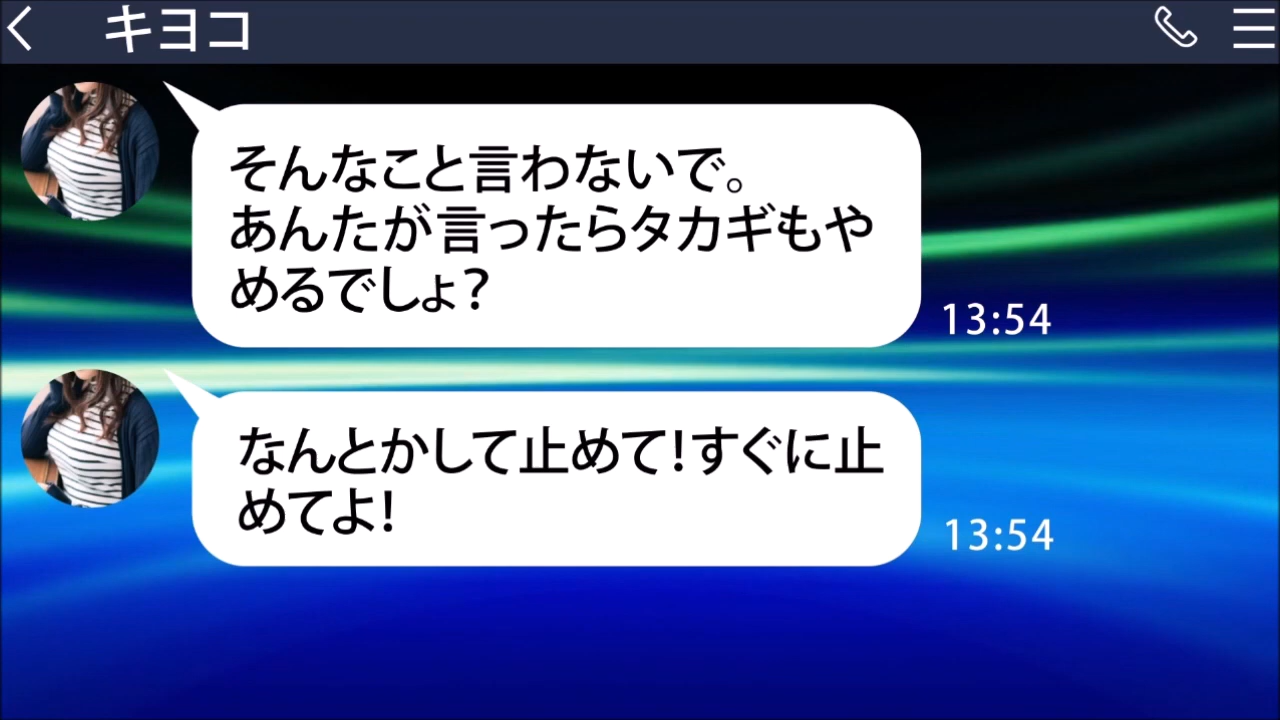 キヨコ
そんなこと言わないで。
あんたが言ったらタカギもや
めるでしょ?
13:54
なんとかして止めて!すぐに止
めてよ!
13:54